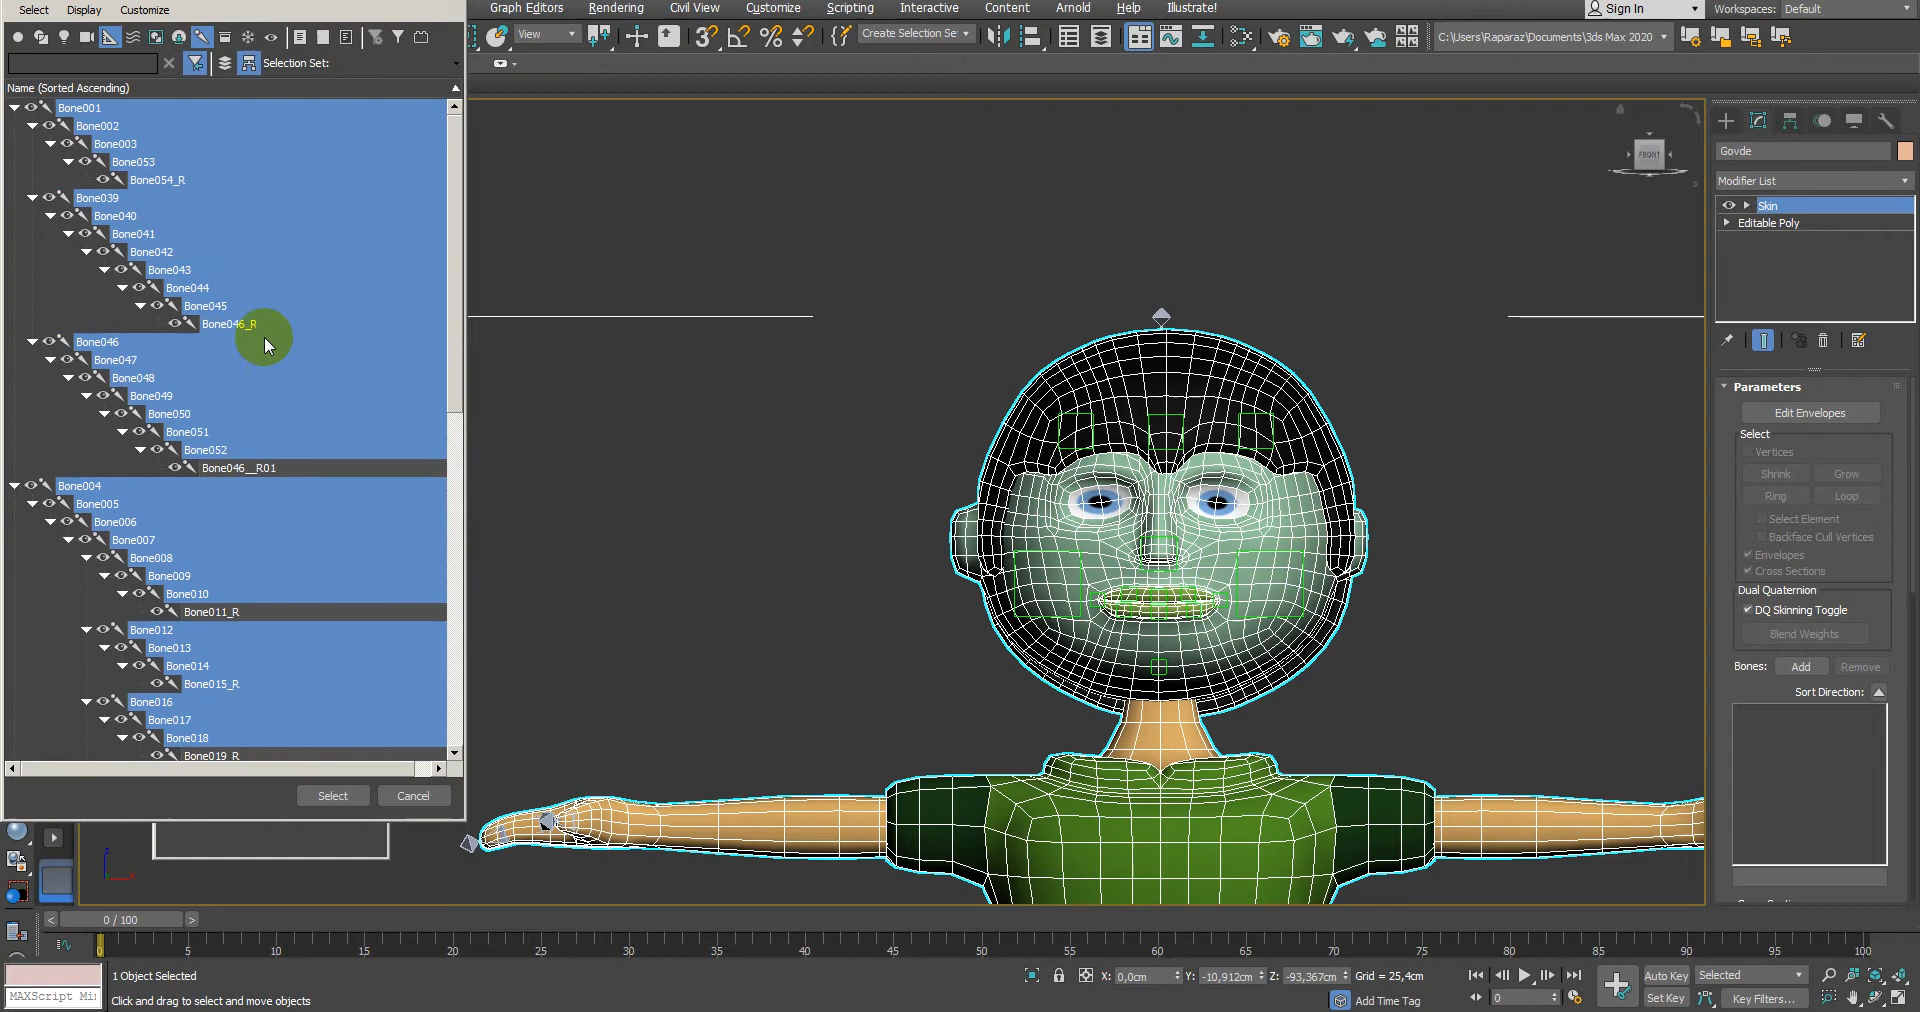 Select Display Customize
Graph Editors Rendering Civil View Customize Scripting Interactive Content Arnold Help Illustrate!
Sign In Workspaces: Default
View Create Selection Se C:\Users\Raparaz\Documents\3ds Max 2020
Selection Set:
Name (Sorted Ascending)
Bone001
Bone002
Bone003
Bone053
Bone054_R
Bone039
Bone040
Bone041
Bone042
Bone043
Bone044
Bone045
Bone046_R
Bone046
Bone047
Bone048
Bone049
Bone050
Bone051
Bone052
Bone046__R01
Bone004
Bone005
Bone006
Bone007
Bone008
Bone009
Bone010
Bone011_R
Bone012
Bone013
Bone014
Bone015_R
Bone016
Bone017
Bone018
Bone019_R
Select Cancel
FRONT
Govde
Modifier List
Skin
Editable Poly
Parameters
Edit Envelopes
Select
Vertices
Shrink Grow
Ring Loop
Select Element
Backface Cull Vertices
Envelopes
Cross Sections
Dual Quaternion
DQ Skinning Toggle
Blend Weights
Bones: Add Remove
Sort Direction:
< 0 / 100 >
0 5 10 15 20 25 30 35 40 45 50 55 60 65 70 75 80 85 90 95 100
1 Object Selected X: 0,0cm Y: -10,912cm Z: -93,367cm Grid = 25,4cm Auto Key Selected
MAXScript Mi Click and drag to select and move objects Add Time Tag 0 Set Key Key Filters...